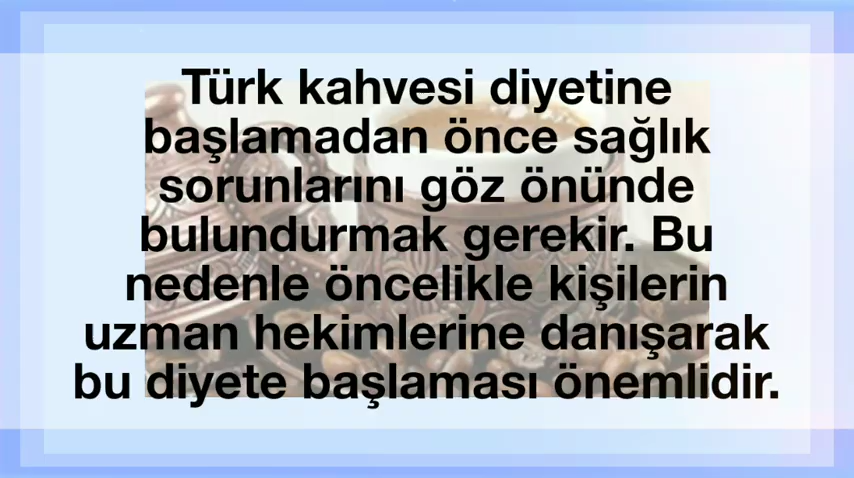 Türk kahvesi diyetine
başlamadan önce sağlık
sorunlarını göz önünde
bulundurmak gerekir. Bu
nedenle öncelikle kişilerin
uzman hekimlerine danışarak
bu diyete başlaması önemlidir.